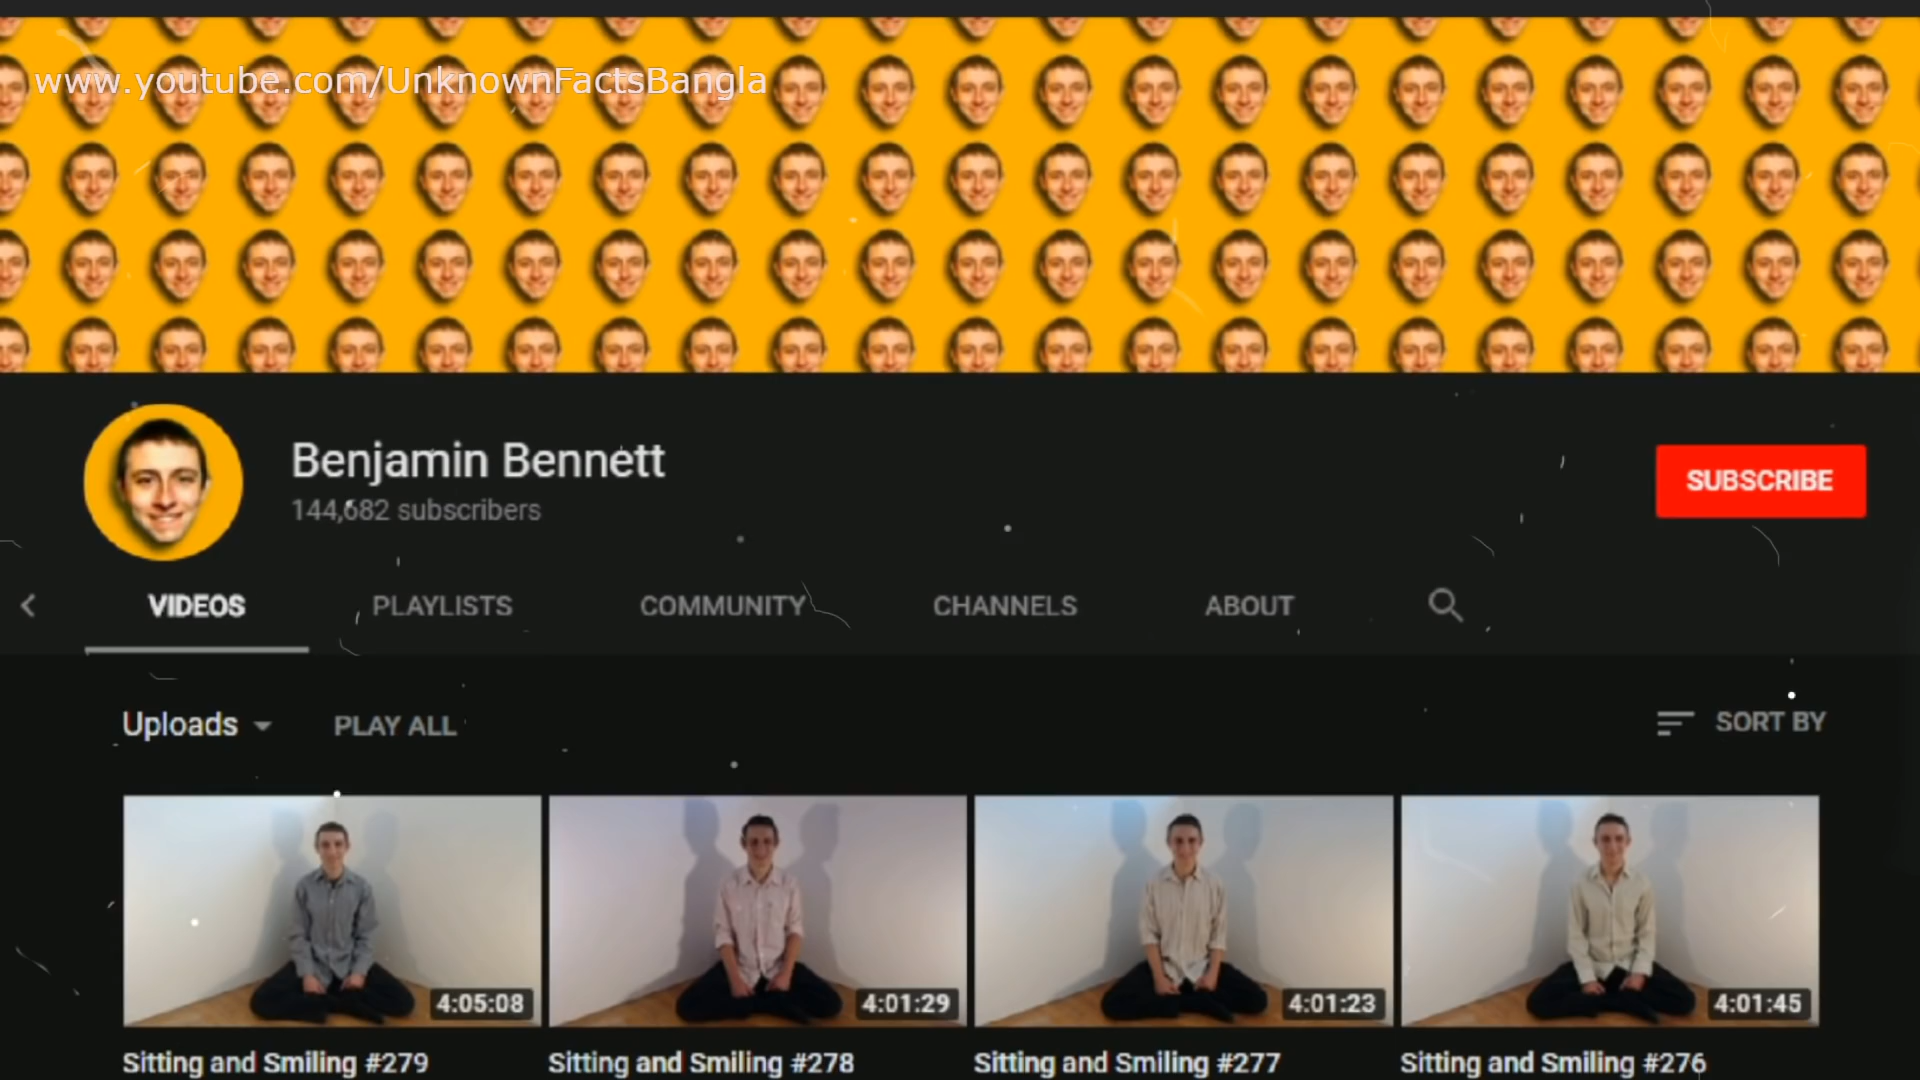 www.youtube.com/UnknownFactsBangla
Benjamin Bennett
144,682 subscribers
SUBSCRIBE
VIDEOS
PLAYLISTS
COMMUNITY
CHANNELS
ABOUT
Uploads
PLAY ALL
SORT BY
4:05:08
4:01:29
4:01:23
4:01:45
Sitting and Smiling #279
Sitting and Smiling #278
Sitting and Smiling #277
Sitting and Smiling #276